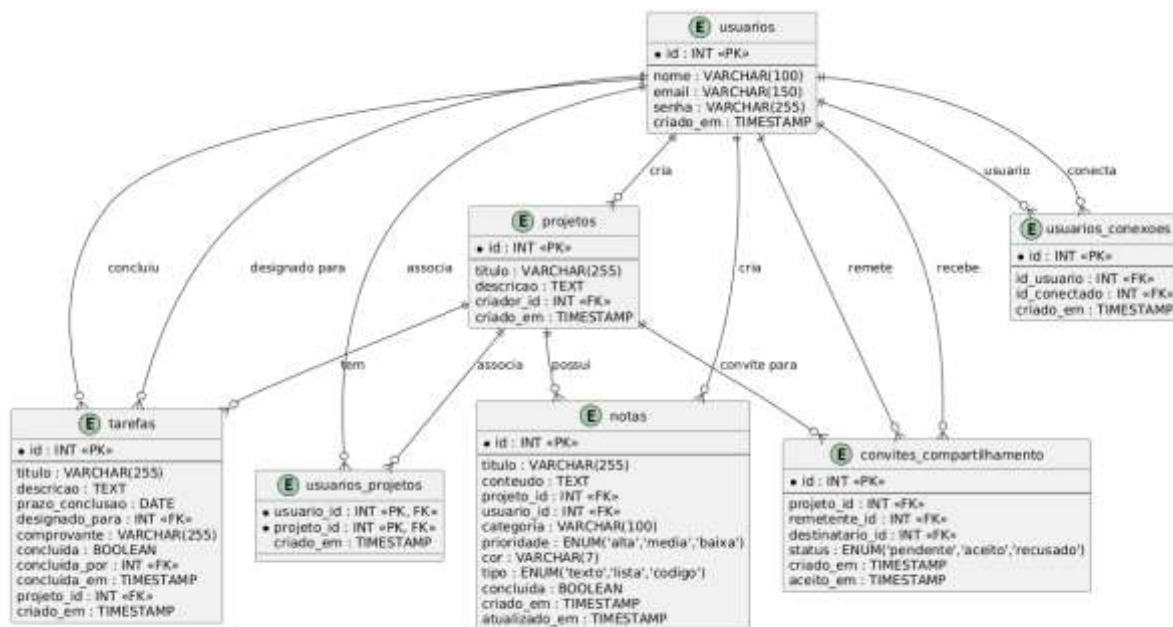 E usuarios
id : INT «PK»
nome : VARCHAR(100)
email : VARCHAR(150)
senha : VARCHAR(255)
criado_em : TIMESTAMP
cria
usuario
conecta
E projetos
id : INT «PK»
titulo : VARCHAR(255)
descricao : TEXT
criador_id : INT «FK»
criado_em : TIMESTAMP
E usuarios_conexoes
id : INT «PK»
id_usuario : INT «FK»
id_conectado : INT «FK»
criado_em : TIMESTAMP
concluiu
designado para
associa
cria
remete
recebe
tem
associa
possui
convite para
E tarefas
id : INT «PK»
titulo : VARCHAR(255)
descricao : TEXT
prazo_conclusao : DATE
designado_para : INT «FK»
comprovante : VARCHAR(255)
concluida : BOOLEAN
concluida_por : INT «FK»
concluida_em : TIMESTAMP
projeto_id : INT «FK»
criado_em : TIMESTAMP
E usuarios_projetos
usuario_id : INT «PK, FK»
projeto_id : INT «PK, FK»
criado_em : TIMESTAMP
E notas
id : INT «PK»
titulo : VARCHAR(255)
conteudo : TEXT
projeto_id : INT «FK»
usuario_id : INT «FK»
categoria : VARCHAR(100)
prioridade : ENUM('alta','media','baixa')
cor : VARCHAR(7)
tipo : ENUM('texto','lista','codigo')
concluida : BOOLEAN
criado_em : TIMESTAMP
atualizado_em : TIMESTAMP
E convites_compartilhamento
id : INT «PK»
projeto_id : INT «FK»
remetente_id : INT «FK»
destinatario_id : INT «FK»
status : ENUM('pendente','aceito','recusado')
criado_em : TIMESTAMP
aceito_em : TIMESTAMP